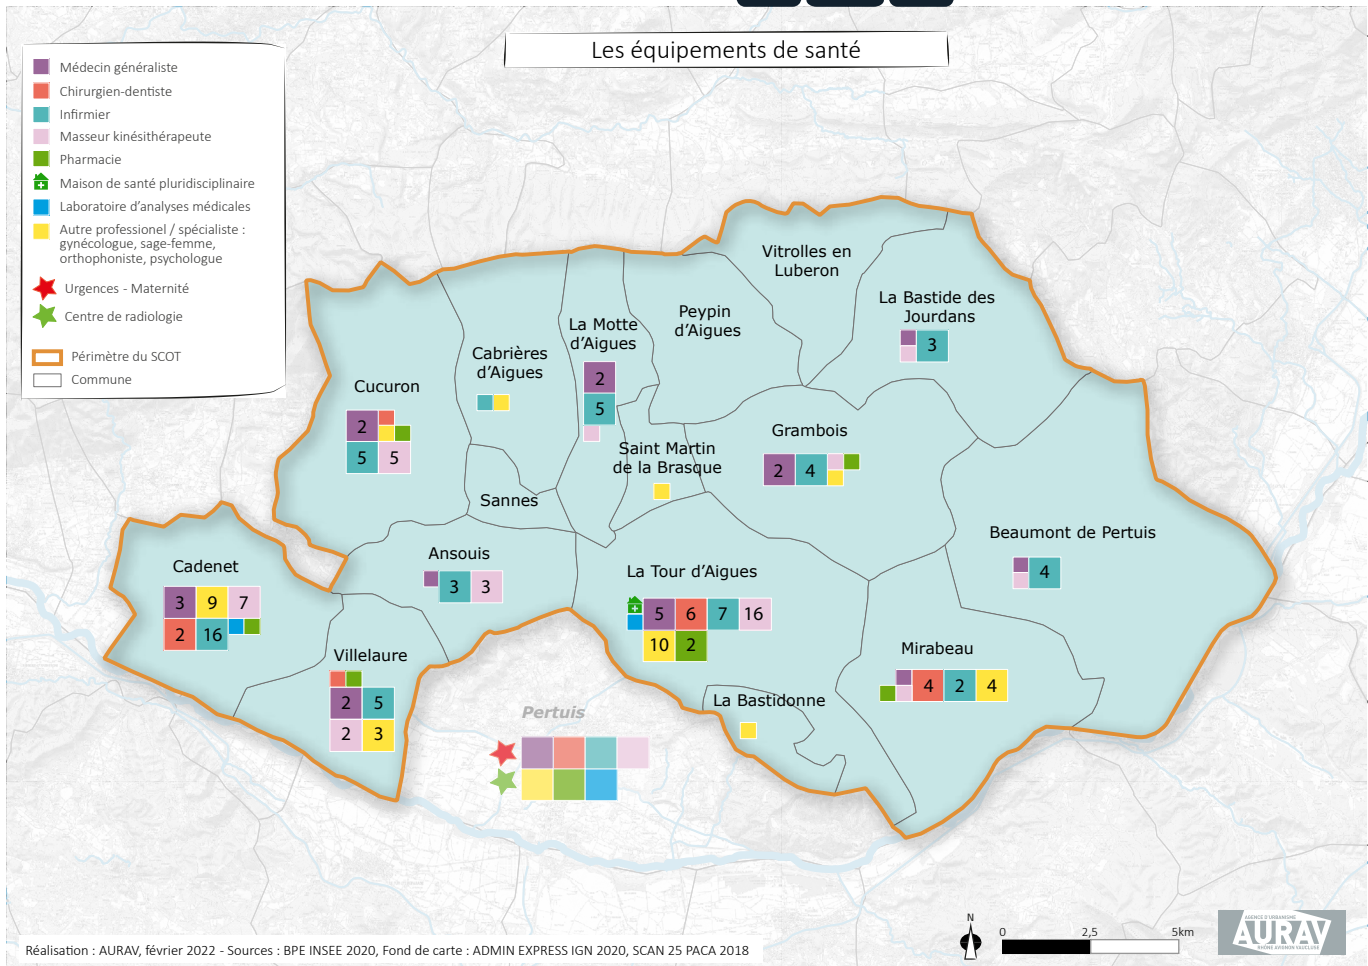 Les équipements de santé
Médecin généraliste
Chirurgien-dentiste
Infirmier
Masseur kinésithérapeute
Pharmacie
Maison de santé pluridisciplinaire
Laboratoire d'analyses médicales
Autre professionel / spécialiste :
gynécologue, sage-femme,
orthophoniste, psychologue
Urgences - Maternité
Centre de radiologie
Périmètre du SCOT
Commune
Vitrolles en
Luberon
La Bastide des
Jourdans
3
Peypin
d'Aigues
La Motte
d'Aigues
2
5
Cabrières
d'Aigues
Cucuron
2
5 5
Saint Martin
de la Brasque
Grambois
2 4
Sannes
Beaumont de Pertuis
4
Ansouis
3 3
Cadenet
3 9 7
2 16
La Tour d'Aigues
5 6 7 16
10 2
Villelaure
2 5
2 3
Mirabeau
4 2 4
La Bastidonne
Pertuis
N
0 2,5 5km
AGENCE D'URBANISME
AURAV
RHÔNE AVIGNON VAUCLUSE
Réalisation : AURAV, février 2022 - Sources : BPE INSEE 2020, Fond de carte : ADMIN EXPRESS IGN 2020, SCAN 25 PACA 2018